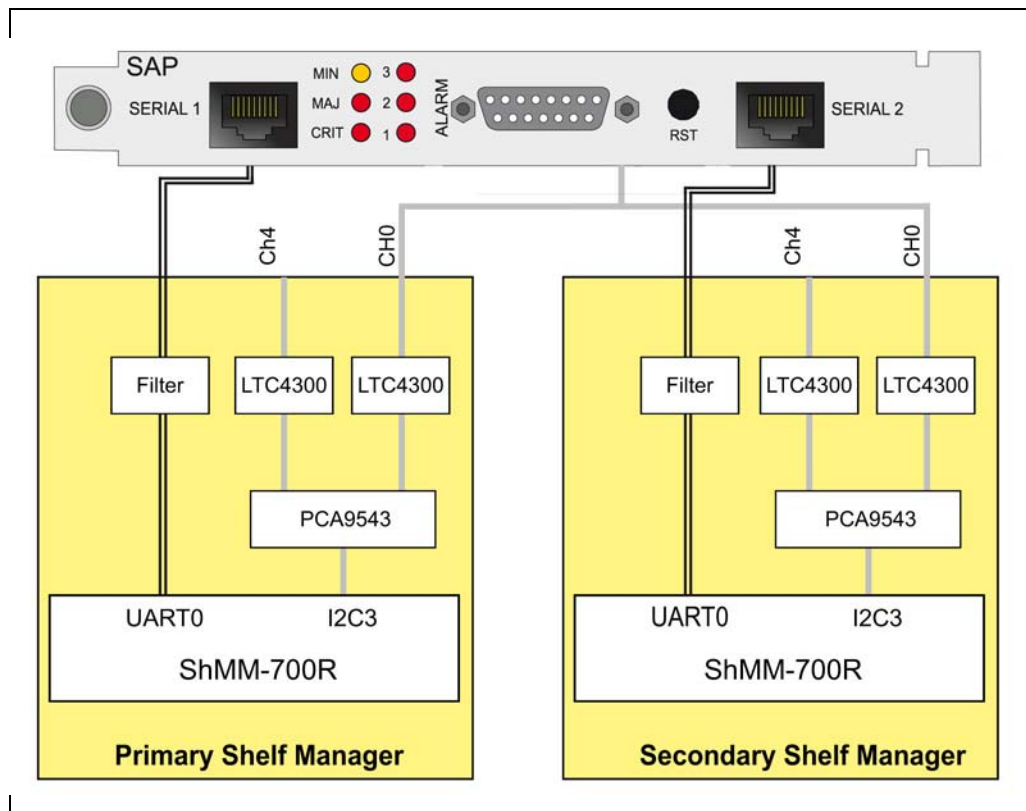 SAP
SERIAL 1
MIN 3
MAJ 2
CRIT 1
ALARM
RST
SERIAL 2
Ch4
CH0
Ch4
CH0
Filter
LTC4300
LTC4300
Filter
LTC4300
LTC4300
PCA9543
PCA9543
UART0
I2C3
UART0
I2C3
ShMM-700R
ShMM-700R
Primary Shelf Manager
Secondary Shelf Manager